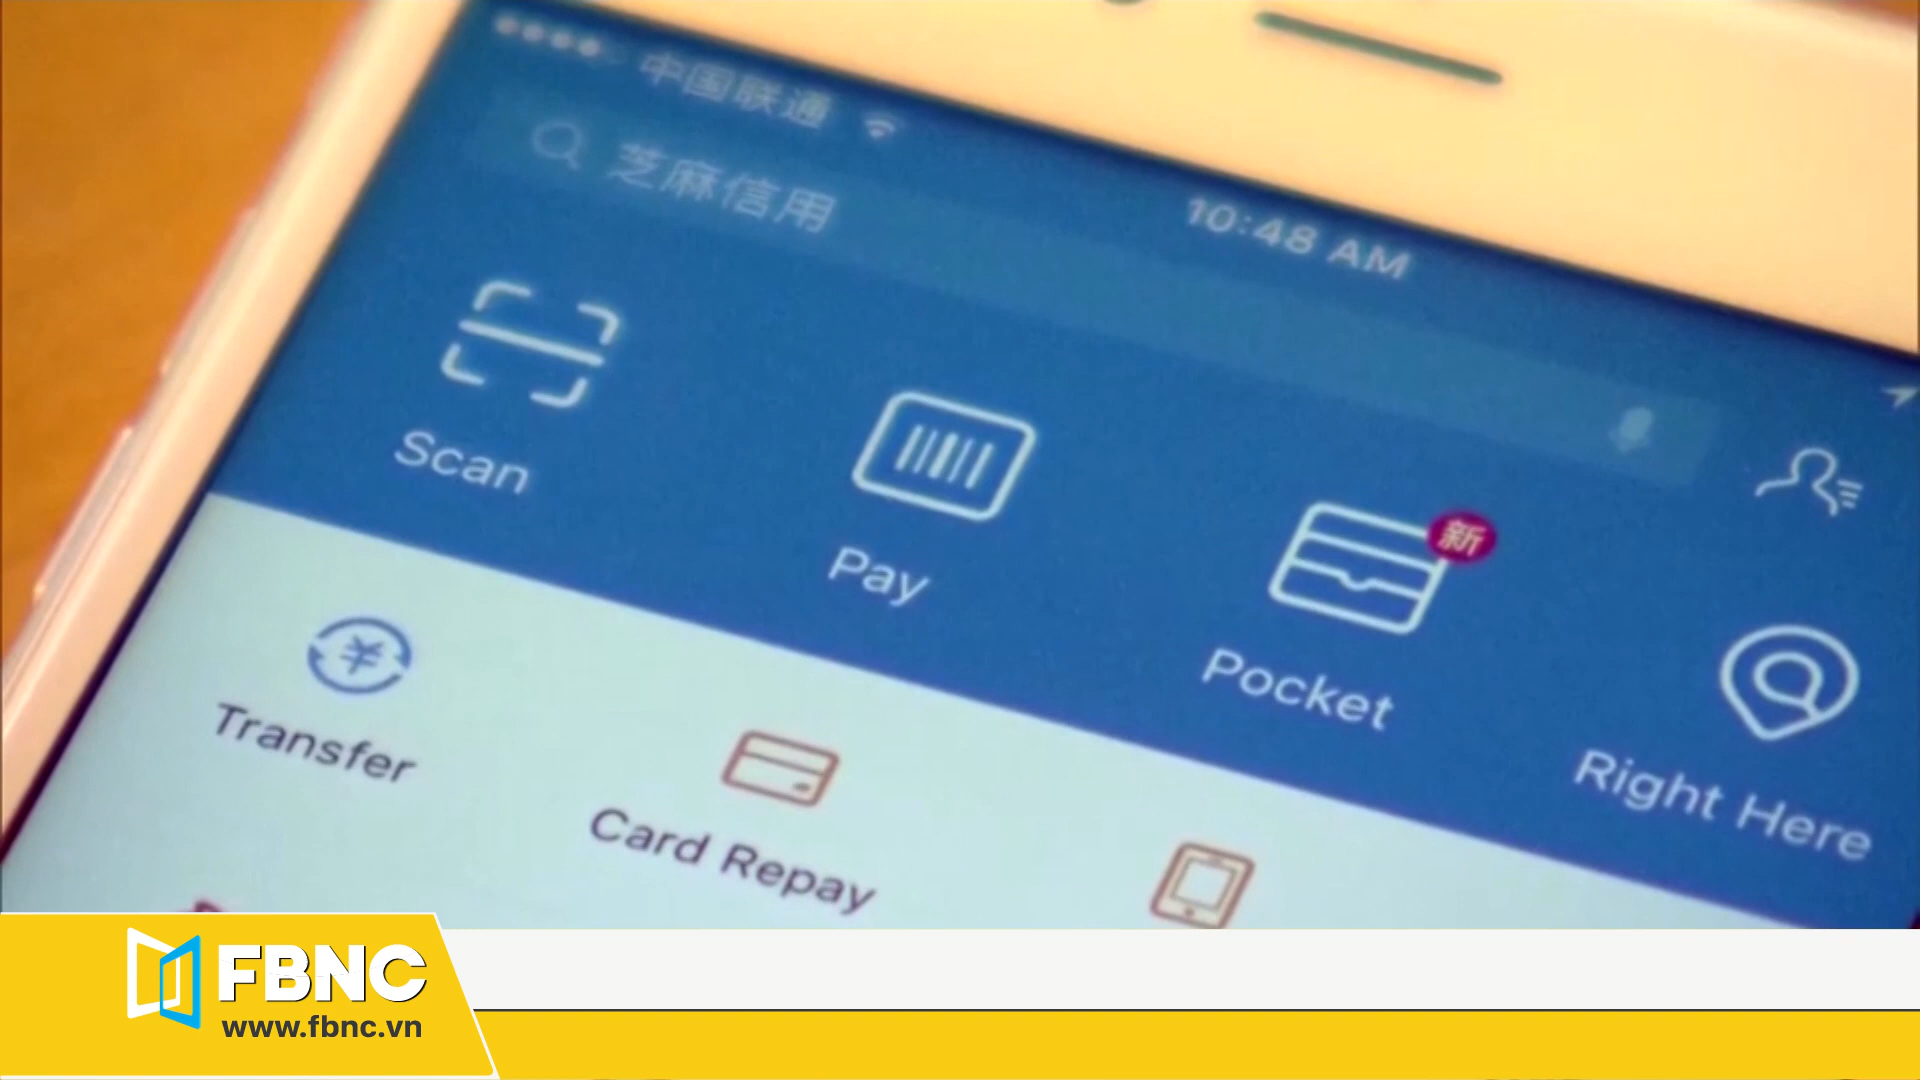 中国联通
10:48 AM
芝麻信用
Scan
Pay
Pocket
新
Right Here
Transfer
Card Repay
FBNC
www.fbnc.vn